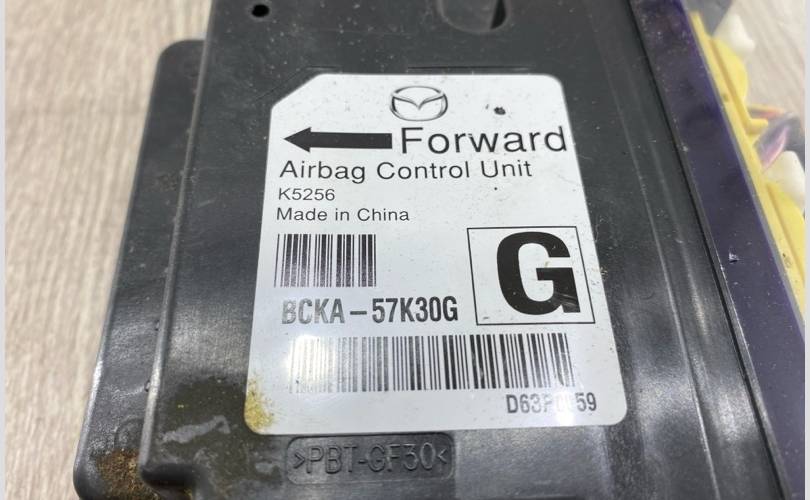 Forward
Airbag Control Unit
K5256
Made in China
G
BCKA-57K30G
>PBT-GF30<